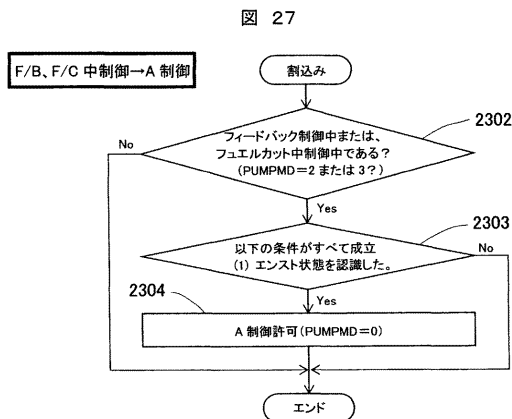 図 27
F/B、F/C 中制御→A 制御
割込み
2302
フィードバック制御中または、
フュエルカット中制御中である?
(PUMPMD=2 または 3?)
No
Yes
2303
以下の条件がすべて成立
(1) エンスト状態を認識した。
No
Yes
2304
A 制御許可(PUMPMD=0)
エンド